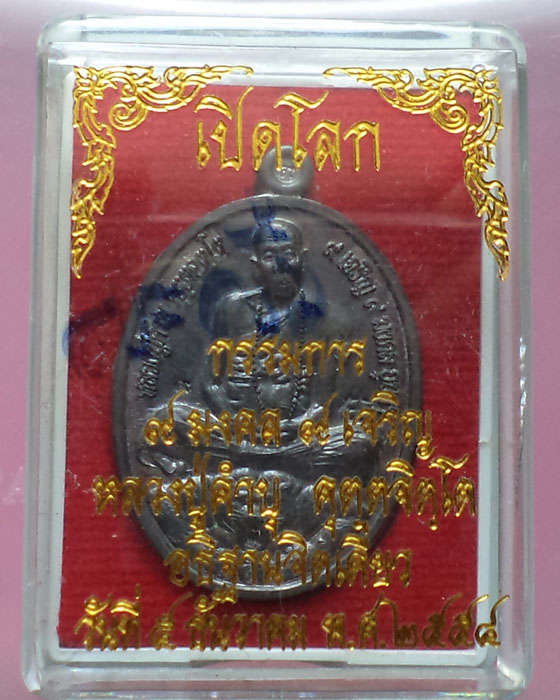 เปิดโลก
กรรมการ
๙ มงคล ๙ เจริญ
หลวงปู่คำบุ คุตฺตจิตฺโต
อธิฐานจิตเดี่ยว
วันที่ ๕ ธันวาคม พ.ศ.๒๕๕๔